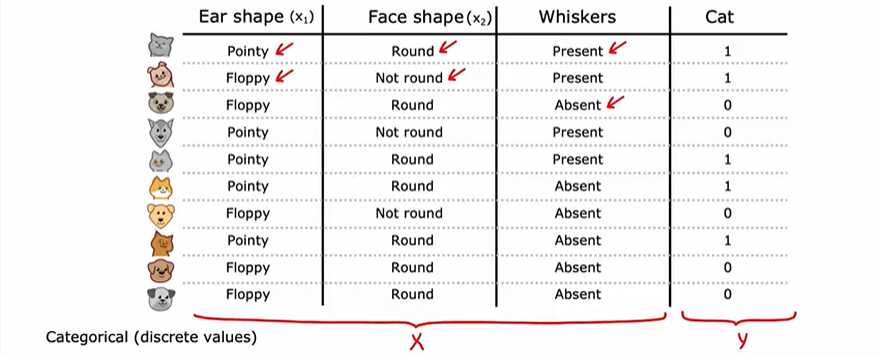 Ear shape (x₁) Face shape (x₂) Whiskers Cat
Pointy Round Present 1
Floppy Not round Present 1
Floppy Round Absent 0
Pointy Not round Present 0
Pointy Round Present 1
Pointy Round Absent 1
Floppy Not round Absent 0
Pointy Round Absent 1
Floppy Round Absent 0
Floppy Round Absent 0
Categorical (discrete values) X y